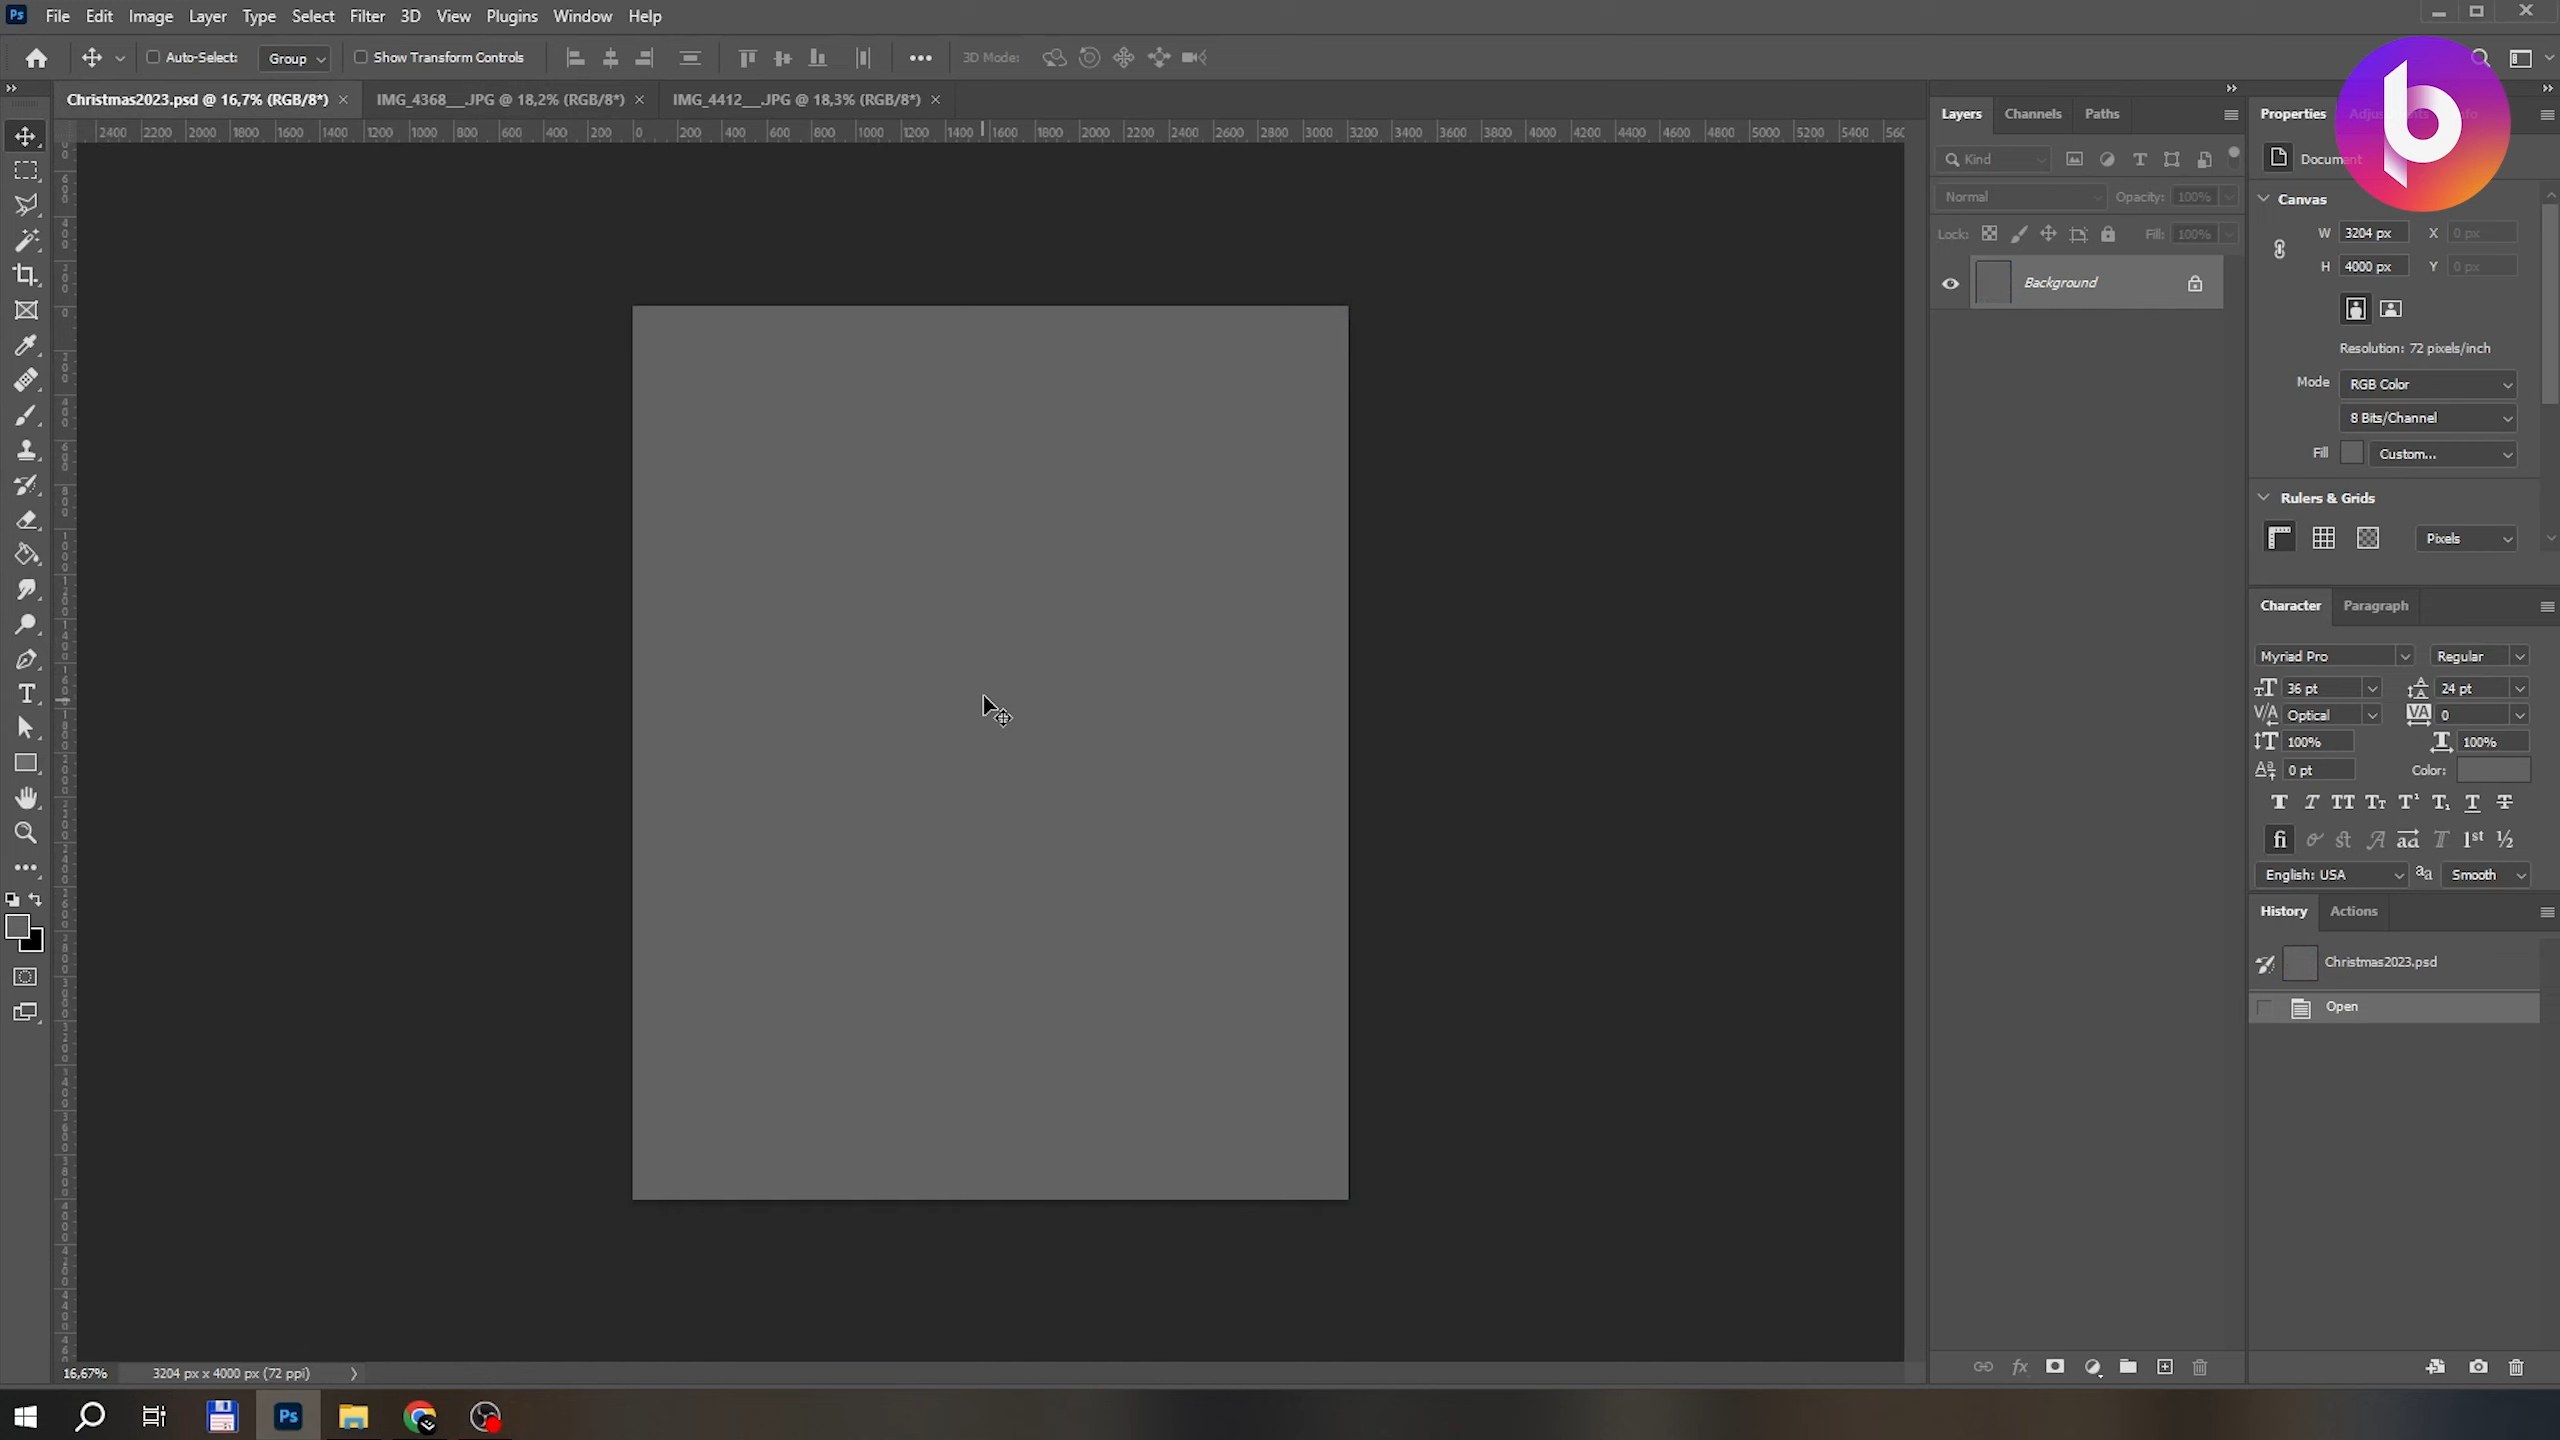 Ps File Edit Image Layer Type Select Filter 3D View Plugins Window Help
Auto-Select: Group Show Transform Controls 3D Mode:
Christmas2023.psd @ 16,7% (RGB/8*) × IMG_4368___.JPG @ 18,2% (RGB/8*) × IMG_4412___.JPG @ 18,3% (RGB/8*) ×
2400 2200 2000 1800 1600 1400 1200 1000 800 600 400 200 0 200 400 600 800 1000 1200 1400 1600 1800 2000 2200 2400 2600 2800 3000 3200 3400 3600 3800 4000 4200 4400 4600 4800 5000 5200 5400 560
Layers Channels Paths
Kind
Normal Opacity: 100%
Lock: Fill: 100%
Background
Properties
Document
b
Canvas
W 3204 px X 0 px
H 4000 px Y 0 px
Resolution: 72 pixels/inch
Mode RGB Color
8 Bits/Channel
Fill Custom...
Rulers & Grids
Pixels
Character Paragraph
Myriad Pro Regular
36 pt 24 pt
Optical 0
100% 100%
0 pt Color:
English: USA aa Smooth
History Actions
Christmas2023.psd
Open
16,67% 3204 px x 4000 px (72 ppi)
Ps